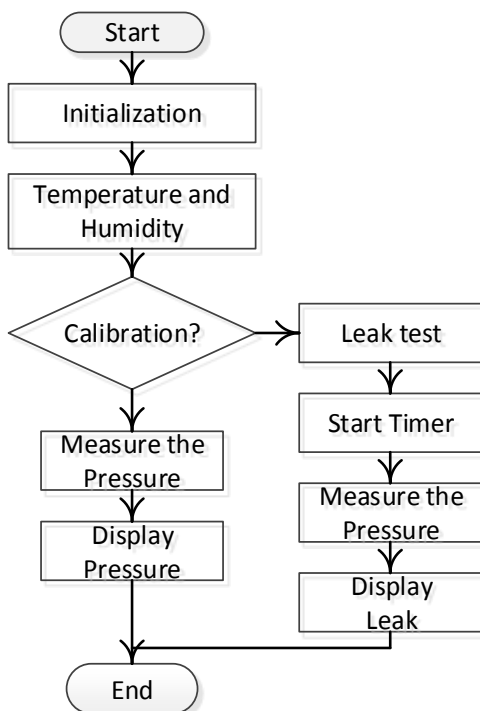 Start
Initialization
Temperature and
Humidity
Calibration?
Measure the
Pressure
Display
Pressure
Leak test
Start Timer
Measure the
Pressure
Display
Leak
End